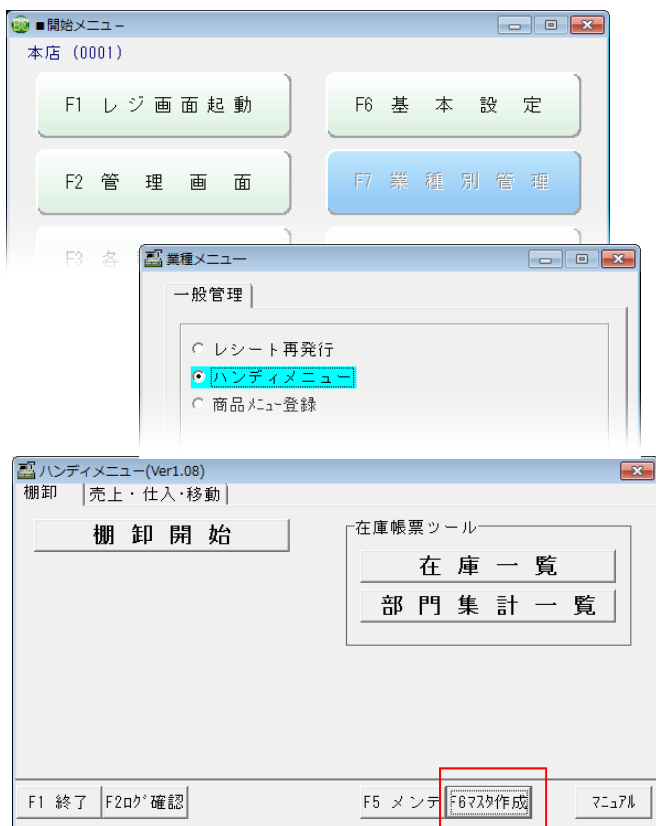 ■開始メニュー
本店 (0001)
F1 レジ画面起動
F6 基本設定
F2 管理画面
F7 業種別管理
F3 各
業種メニュー
一般管理
レシート再発行
ハンディメニュー
商品ﾒﾆｭｰ登録
ハンディメニュー(Ver1.08)
棚卸 売上・仕入・移動
棚卸開始
在庫帳票ツール
在庫一覧
部門集計一覧
F1 終了 F2ﾛｸﾞ確認 F5 メンテ F6ﾏｽﾀ作成 ﾏﾆｭｱﾙ